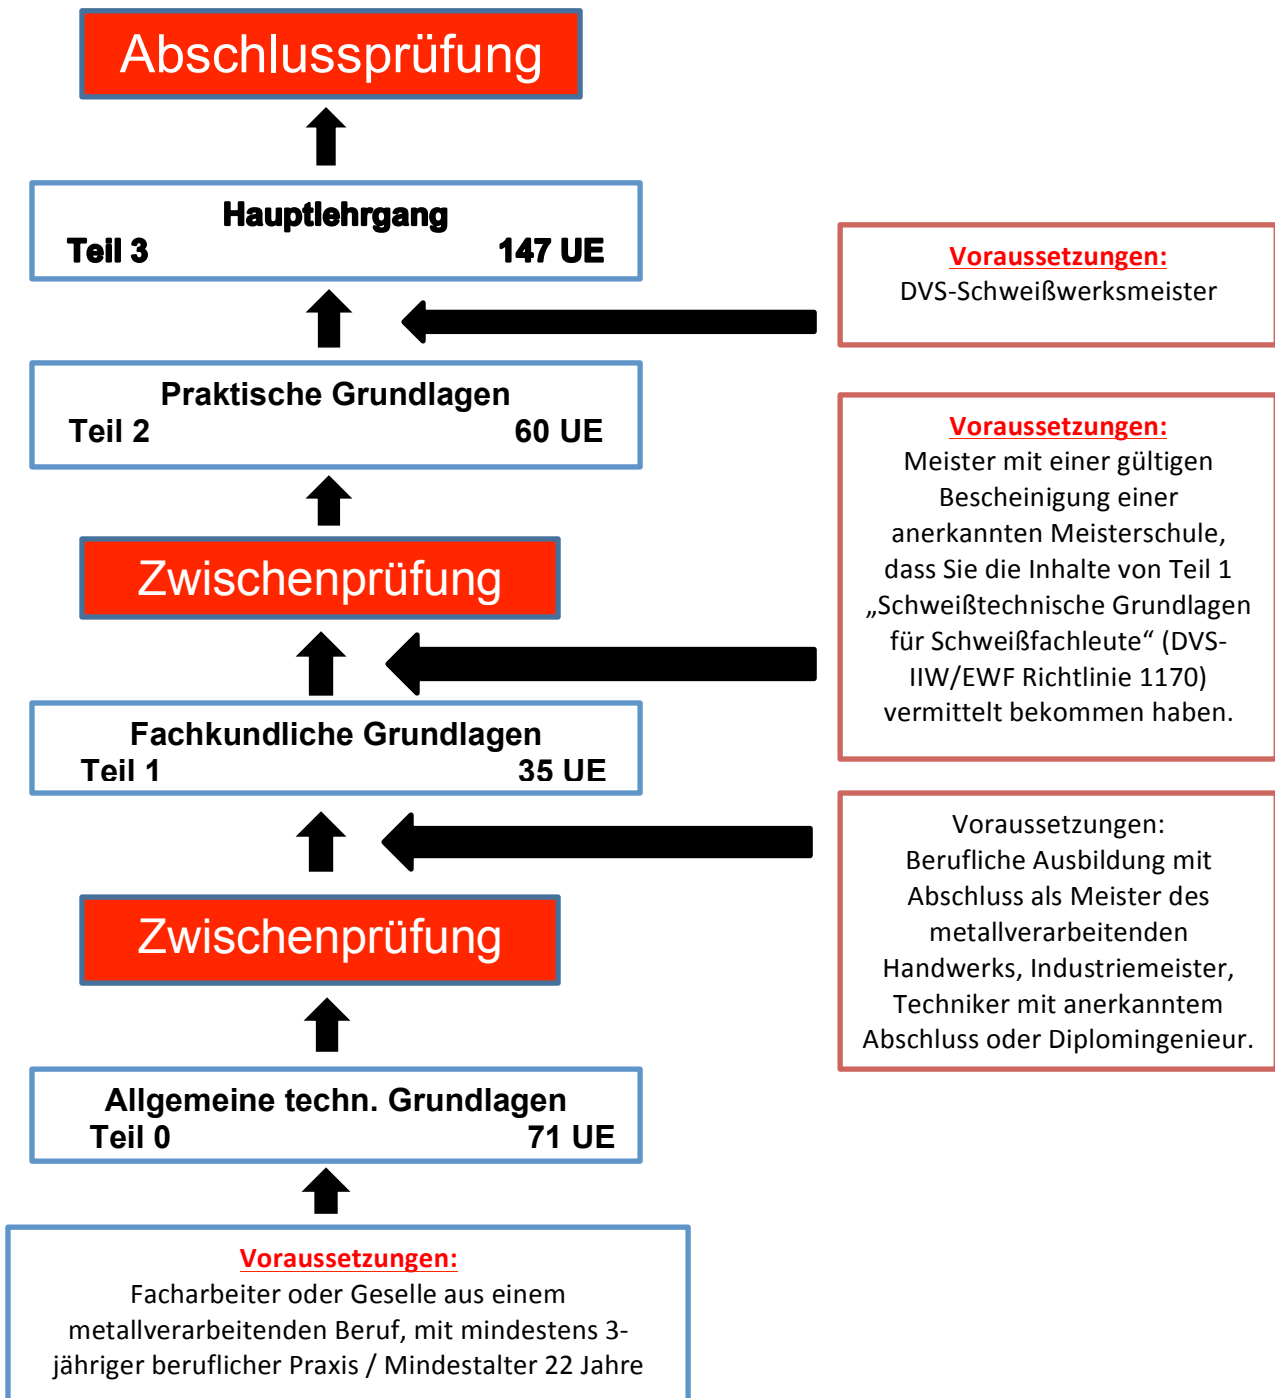 Abschlussprüfung
Hauptlehrgang
Teil 3 147 UE
Voraussetzungen:
DVS-Schweißwerksmeister
Praktische Grundlagen
Teil 2 60 UE
Voraussetzungen:
Meister mit einer gültigen
Bescheinigung einer
anerkannten Meisterschule,
dass Sie die Inhalte von Teil 1
„Schweißtechnische Grundlagen
für Schweißfachleute“ (DVS-
IIW/EWF Richtlinie 1170)
vermittelt bekommen haben.
Zwischenprüfung
Fachkundliche Grundlagen
Teil 1 35 UE
Voraussetzungen:
Berufliche Ausbildung mit
Abschluss als Meister des
metallverarbeitenden
Handwerks, Industriemeister,
Techniker mit anerkanntem
Abschluss oder Diplomingenieur.
Zwischenprüfung
Allgemeine techn. Grundlagen
Teil 0 71 UE
Voraussetzungen:
Facharbeiter oder Geselle aus einem
metallverarbeitenden Beruf, mit mindestens 3-
jähriger beruflicher Praxis / Mindestalter 22 Jahre